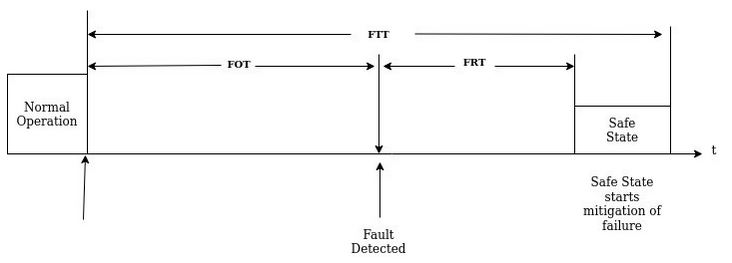 FTT
FOT
FRT
Normal
Operation
Safe
State
t
Safe State
starts
mitigation of
failure
Fault
Detected